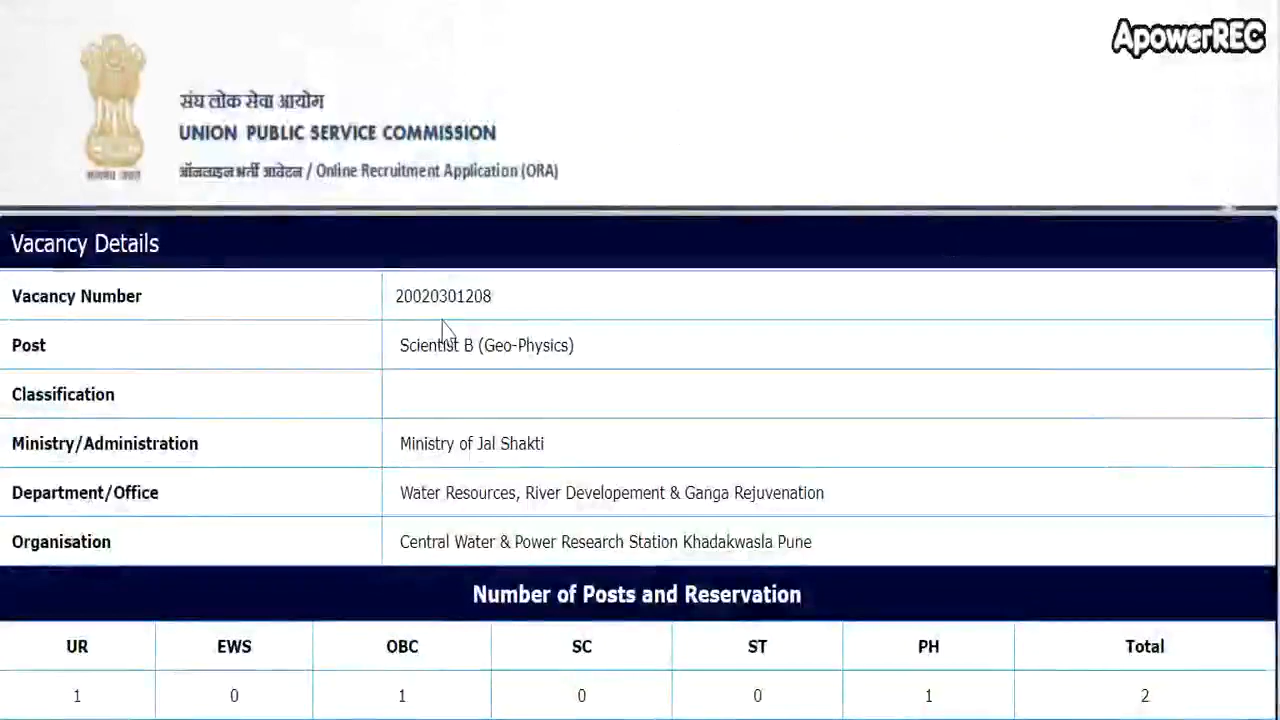 ApowerREC
संघ लोक सेवा आयोग
UNION PUBLIC SERVICE COMMISSION
ऑनलाइन भर्ती आवेदन / Online Recruitment Application (ORA)
सत्यमेव जयते
Vacancy Details
Vacancy Number 20020301208
Post Scientist B (Geo-Physics)
Classification
Ministry/Administration Ministry of Jal Shakti
Department/Office Water Resources, River Developement & Ganga Rejuvenation
Organisation Central Water & Power Research Station Khadakwasla Pune
Number of Posts and Reservation
UR EWS OBC SC ST PH Total
1 0 1 0 0 1 2